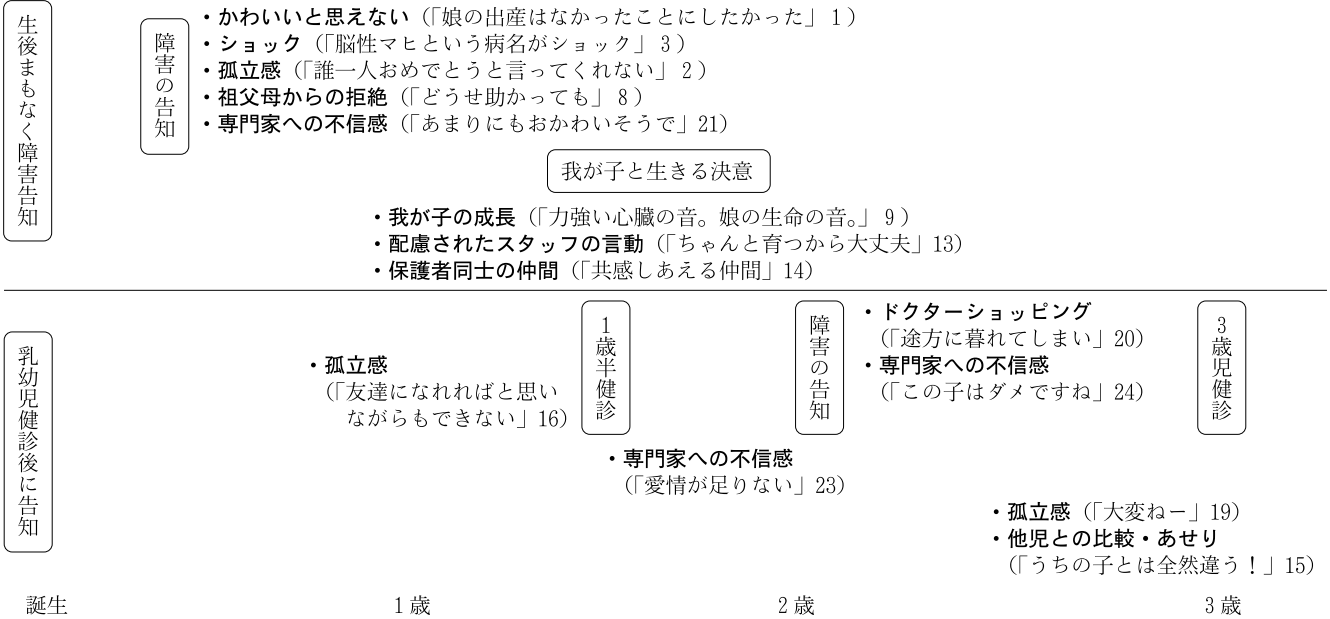 生後まもなく障害告知
障害の告知
・かわいいと思えない（「娘の出産はなかったことにしたかった」1）
・ショック（「脳性マヒという病名がショック」3）
・孤立感（「誰一人おめでとうと言ってくれない」2）
・祖父母からの拒絶（「どうせ助かっても」8）
・専門家への不信感（「あまりにもおかわいそうで」21）
我が子と生きる決意
・我が子の成長（「力強い心臓の音。娘の生命の音。」9）
・配慮されたスタッフの言動（「ちゃんと育つから大丈夫」13）
・保護者同士の仲間（「共感しあえる仲間」14）
乳幼児健診後に告知
・孤立感
（「友達になれればと思い
ながらもできない」16）
1歳半健診
・専門家への不信感
（「愛情が足りない」23）
障害の告知
・ドクターショッピング
（「途方に暮れてしまい」20）
・専門家への不信感
（「この子はダメですね」24）
3歳児健診
・孤立感（「大変ねー」19）
・他児との比較・あせり
（「うちの子とは全然違う！」15）
誕生 1歳 2歳 3歳